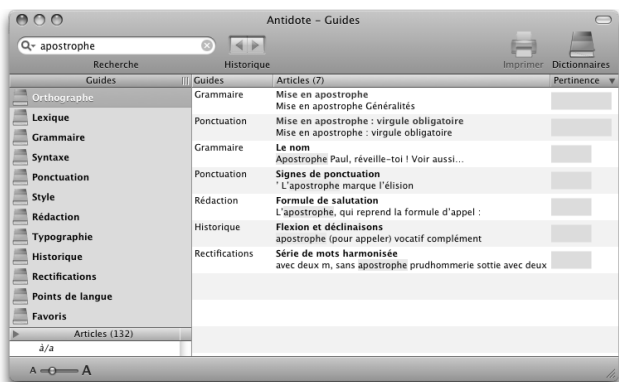 Antidote – Guides
apostrophe
Recherche
Historique
Imprimer
Dictionnaires
Guides
Guides
Articles (7)
Pertinence
Orthographe
Lexique
Grammaire
Syntaxe
Ponctuation
Style
Rédaction
Typographie
Historique
Rectifications
Points de langue
Favoris
Articles (132)
à/a
A A
Grammaire
Mise en apostrophe
Mise en apostrophe Généralités
Ponctuation
Mise en apostrophe : virgule obligatoire
Mise en apostrophe : virgule obligatoire
Grammaire
Le nom
Apostrophe Paul, réveille-toi ! Voir aussi…
Ponctuation
Signes de ponctuation
' L'apostrophe marque l'élision
Rédaction
Formule de salutation
L'apostrophe, qui reprend la formule d'appel :
Historique
Flexion et déclinaisons
apostrophe (pour appeler) vocatif complément
Rectifications
Série de mots harmonisée
avec deux m, sans apostrophe prudhommerie sottie avec deux